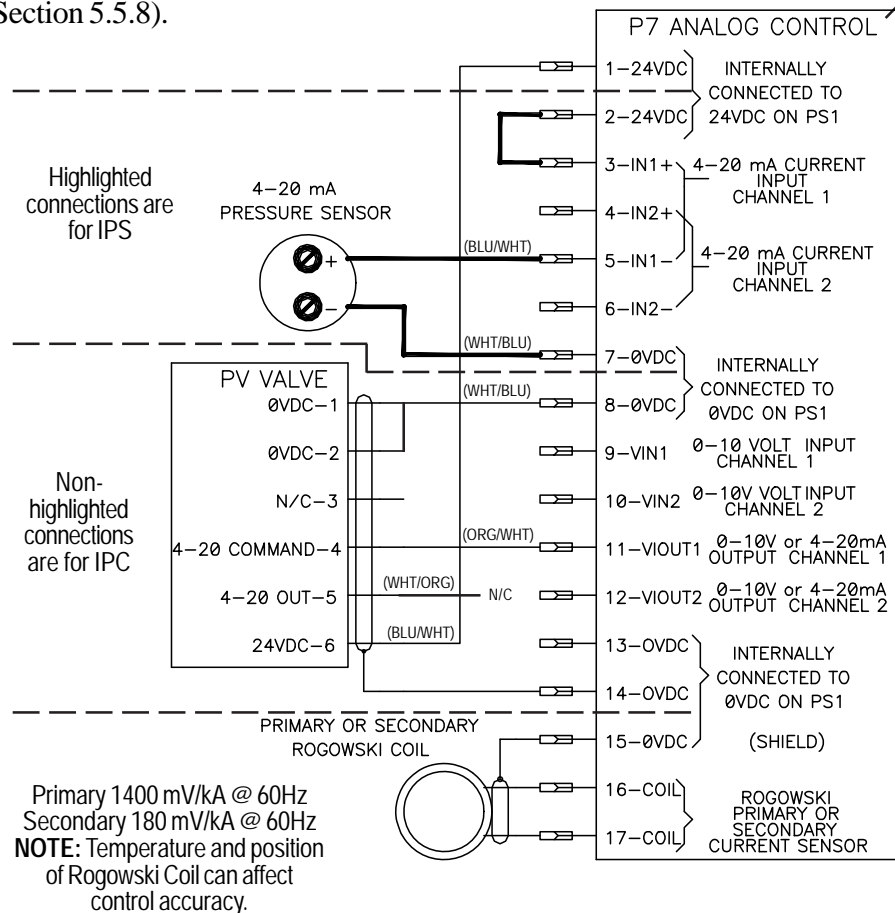 Section 5.5.8).
P7 ANALOG CONTROL
1-24VDC
INTERNALLY
CONNECTED TO
24VDC ON PS1
2-24VDC
3-IN1+
4-20 mA CURRENT
INPUT
CHANNEL 1
4-IN2+
5-IN1-
4-20 mA CURRENT
INPUT
CHANNEL 2
6-IN2-
7-0VDC
INTERNALLY
CONNECTED TO
0VDC ON PS1
8-0VDC
9-VIN1
0-10 VOLT INPUT
CHANNEL 1
10-VIN2
0-10V VOLT INPUT
CHANNEL 2
11-VIOUT1
0-10V or 4-20mA
OUTPUT CHANNEL 1
12-VIOUT2
0-10V or 4-20mA
OUTPUT CHANNEL 2
13-0VDC
INTERNALLY
CONNECTED TO
0VDC ON PS1
14-0VDC
15-0VDC
(SHIELD)
16-COIL
17-COIL
ROGOWSKI
PRIMARY OR
SECONDARY
CURRENT SENSOR
Highlighted
connections are
for IPS
4-20 mA
PRESSURE SENSOR
+
-
(BLU/WHT)
(WHT/BLU)
(WHT/BLU)
PV VALVE
0VDC-1
0VDC-2
N/C-3
4-20 COMMAND-4
(ORG/WHT)
4-20 OUT-5
(WHT/ORG)
N/C
24VDC-6
(BLU/WHT)
Non-
highlighted
connections
are for IPC
PRIMARY OR SECONDARY
ROGOWSKI COIL
Primary 1400 mV/kA @ 60Hz
Secondary 180 mV/kA @ 60Hz
NOTE: Temperature and position
of Rogowski Coil can affect
control accuracy.